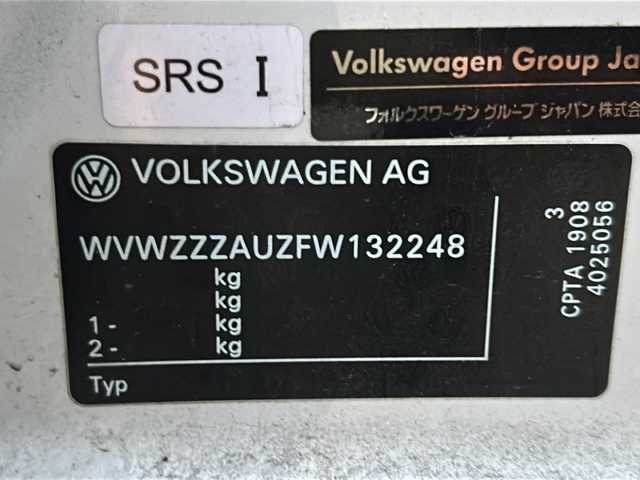 SRS I
Volkswagen Group Ja
フォルクスワーゲン グループ ジャパン 株式会
VOLKSWAGEN AG
WVWZZZAUZFW132248
kg
kg
1 - kg
2 - kg
Typ
3
CPTA 1908
4025056